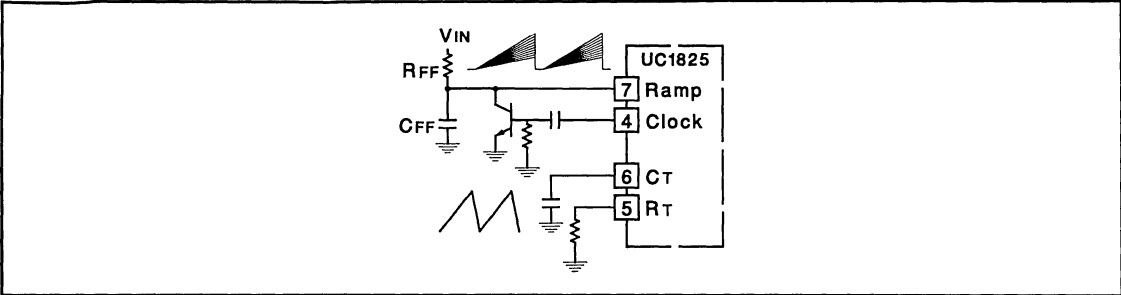 VIN
UC1825
RFF
7 Ramp
CFF
4 Clock
6 CT
5 RT